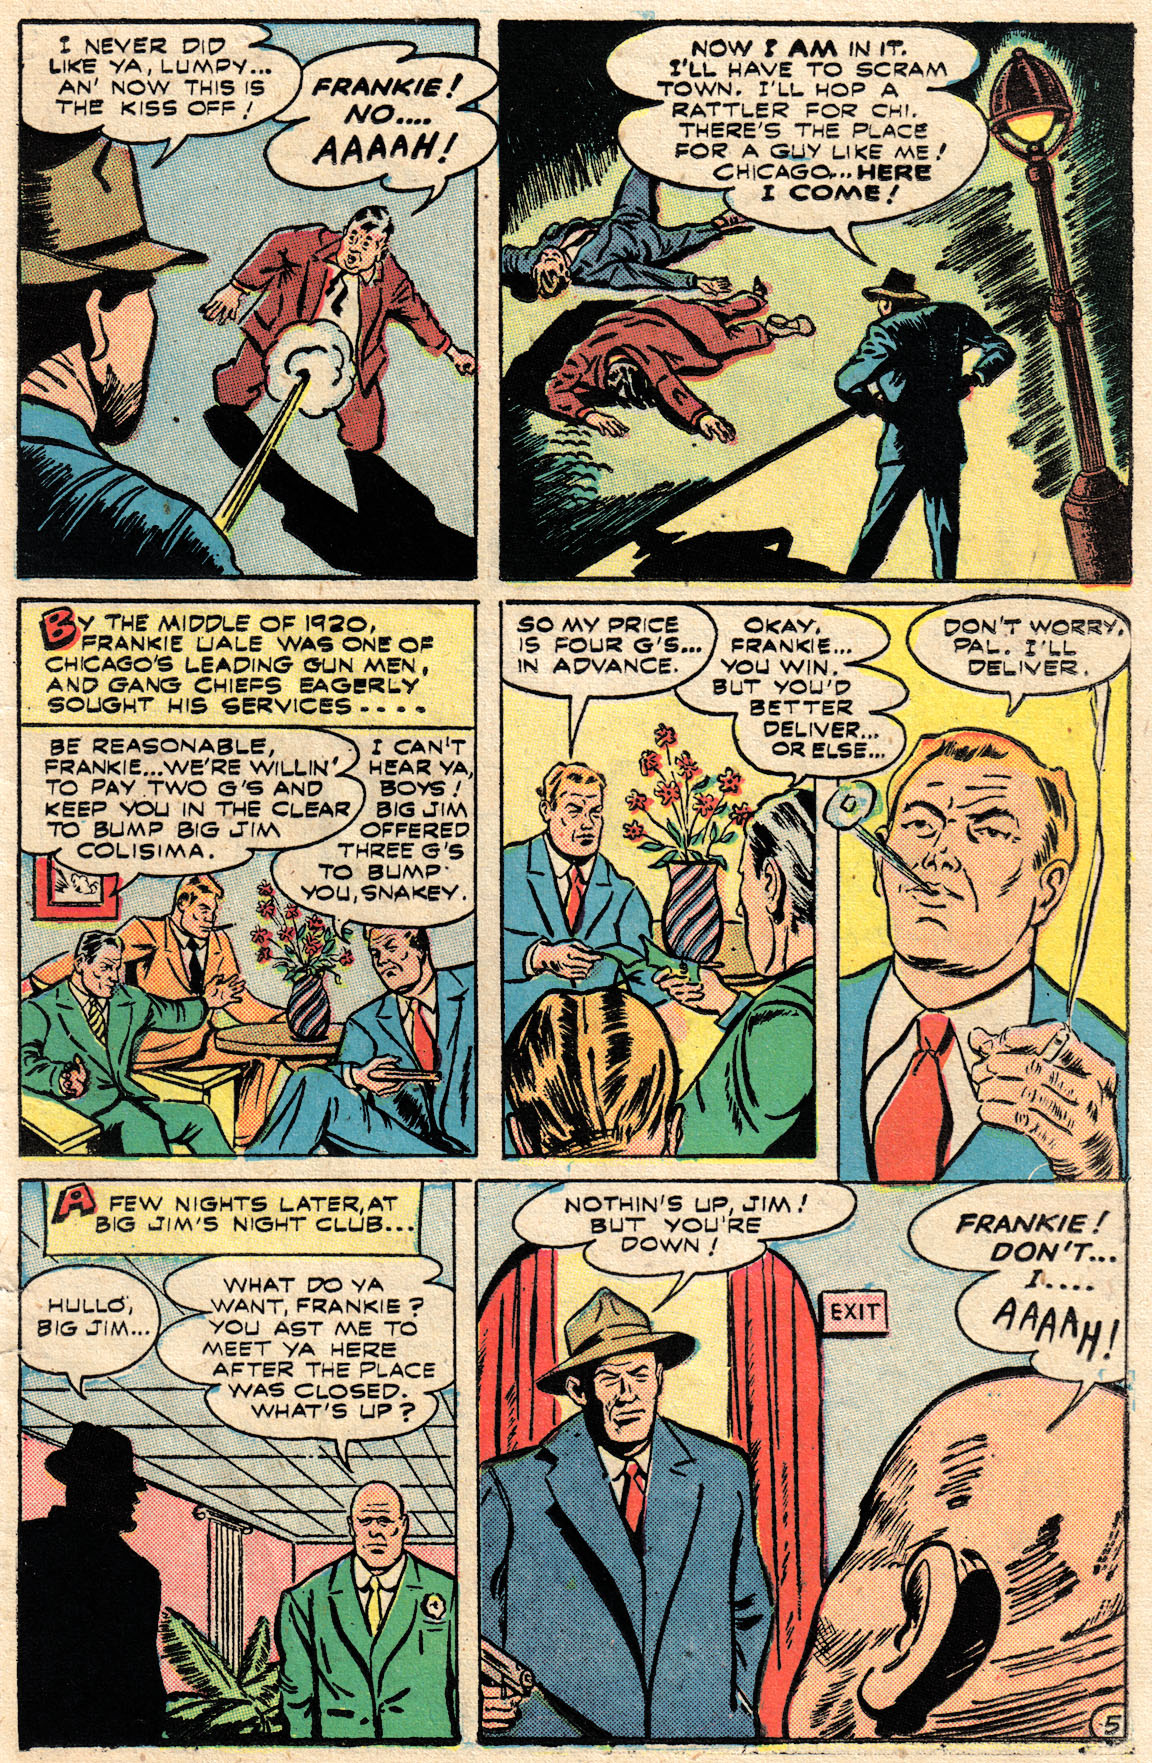 I NEVER DID
LIKE YA, LUMPY...
AN' NOW THIS IS
THE KISS OFF!
FRANKIE!
NO....
AAAAH!
NOW I AM IN IT.
I'LL HAVE TO SCRAM
TOWN. I'LL HOP A
RATTLER FOR CHI.
THERE'S THE PLACE
FOR A GUY LIKE ME!
CHICAGO... HERE
I COME!
BY THE MIDDLE OF 1920,
FRANKIE UALE WAS ONE OF
CHICAGO'S LEADING GUN MEN,
AND GANG CHIEFS EAGERLY
SOUGHT HIS SERVICES....
BE REASONABLE,
FRANKIE...WE'RE WILLIN'
TO PAY TWO G'S AND
KEEP YOU IN THE CLEAR
TO BUMP BIG JIM
COLISIMA.
I CAN'T
HEAR YA,
BOYS!
BIG JIM
OFFERED
THREE G'S
TO BUMP
YOU, SNAKEY.
SO MY PRICE
IS FOUR G'S...
IN ADVANCE.
OKAY,
FRANKIE...
YOU WIN.
BUT YOU'D
BETTER
DELIVER...
OR ELSE...
DON'T WORRY,
PAL. I'LL
DELIVER.
A FEW NIGHTS LATER, AT
BIG JIM'S NIGHT CLUB...
HULLO,
BIG JIM...
WHAT DO YA
WANT, FRANKIE?
YOU AST ME TO
MEET YA HERE
AFTER THE PLACE
WAS CLOSED.
WHAT'S UP?
NOTHIN'S UP, JIM!
BUT YOU'RE
DOWN!
EXIT
FRANKIE!
DON'T...
I....
AAAAH!
5